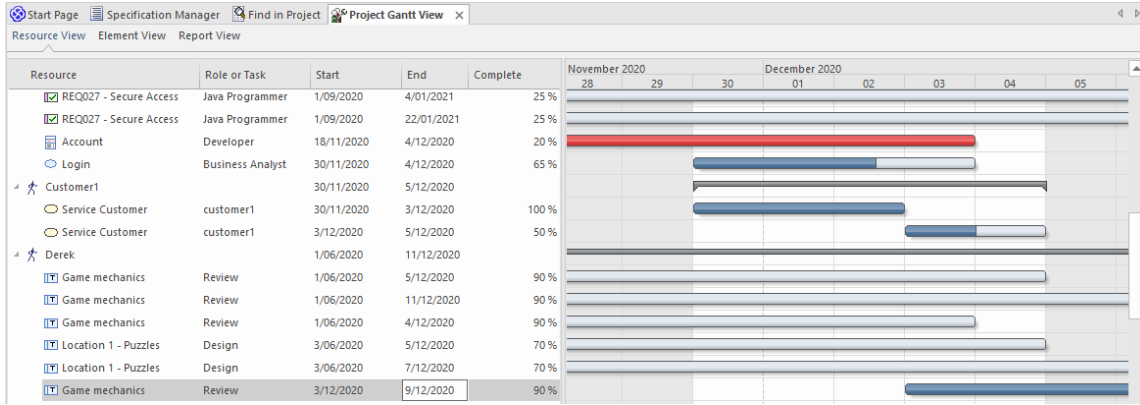 Start Page Specification Manager Find in Project Project Gantt View ×
Resource View Element View Report View
Resource Role or Task Start End Complete November 2020 December 2020
28 29 30 01 02 03 04 05
REQ027 - Secure Access Java Programmer 1/09/2020 4/01/2021 25 %
REQ027 - Secure Access Java Programmer 1/09/2020 22/01/2021 25 %
Account Developer 18/11/2020 4/12/2020 20 %
Login Business Analyst 30/11/2020 4/12/2020 65 %
Customer1 30/11/2020 5/12/2020
Service Customer customer1 30/11/2020 3/12/2020 100 %
Service Customer customer1 3/12/2020 5/12/2020 50 %
Derek 1/06/2020 11/12/2020
Game mechanics Review 1/06/2020 5/12/2020 90 %
Game mechanics Review 1/06/2020 11/12/2020 90 %
Game mechanics Review 1/06/2020 4/12/2020 90 %
Location 1 - Puzzles Design 3/06/2020 5/12/2020 70 %
Location 1 - Puzzles Design 3/06/2020 7/12/2020 70 %
Game mechanics Review 3/12/2020 9/12/2020 90 %